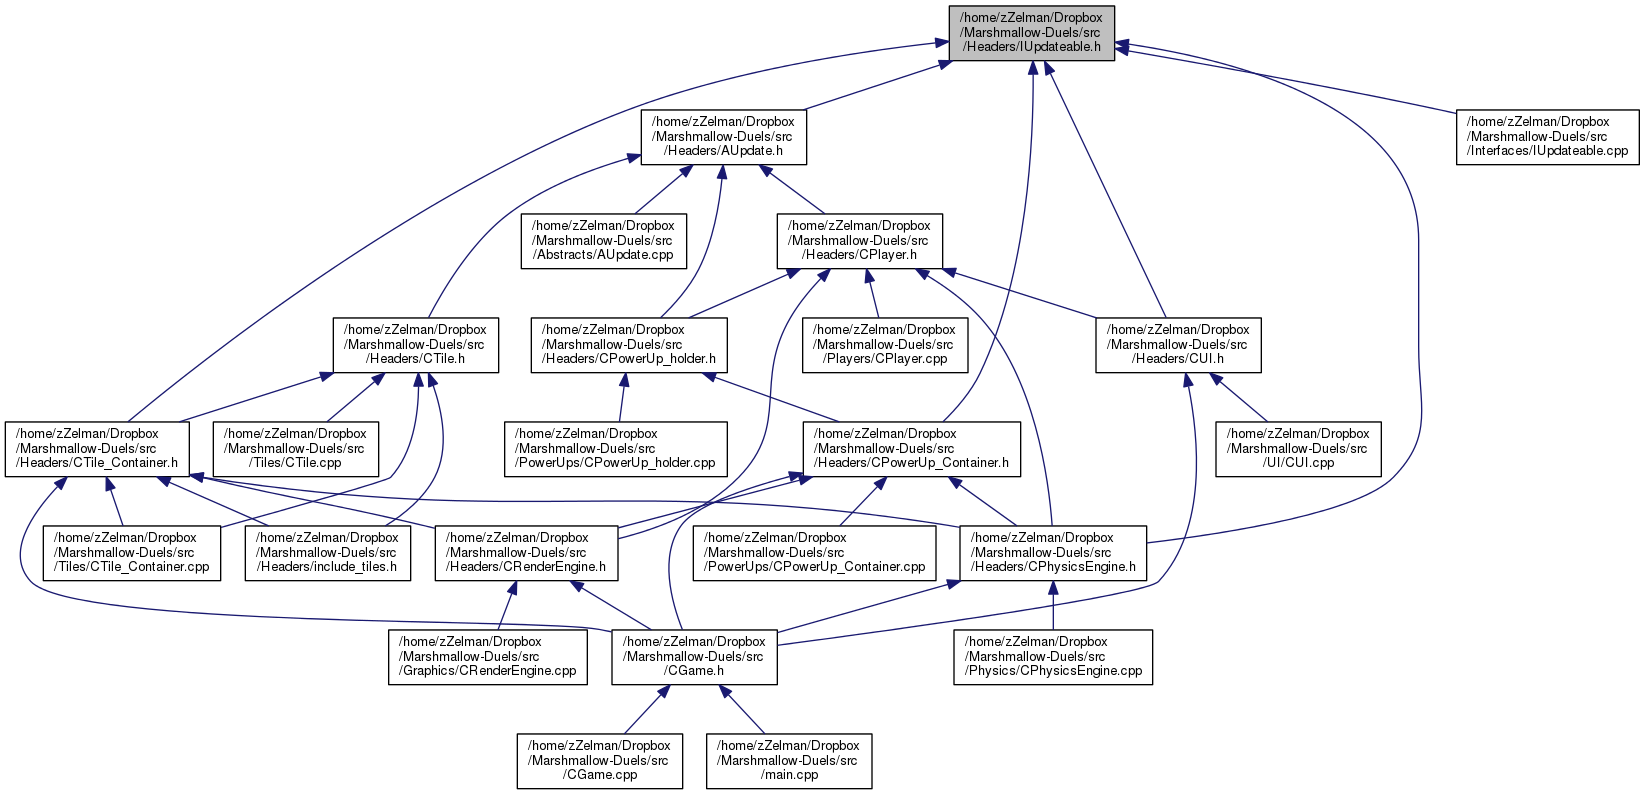 /home/zZelman/Dropbox
/Marshmallow-Duels/src
/Headers/IUpdateable.h
/home/zZelman/Dropbox
/Marshmallow-Duels/src
/Headers/AUpdate.h
/home/zZelman/Dropbox
/Marshmallow-Duels/src
/Interfaces/IUpdateable.cpp
/home/zZelman/Dropbox
/Marshmallow-Duels/src
/Abstracts/AUpdate.cpp
/home/zZelman/Dropbox
/Marshmallow-Duels/src
/Headers/CPlayer.h
/home/zZelman/Dropbox
/Marshmallow-Duels/src
/Headers/CTile.h
/home/zZelman/Dropbox
/Marshmallow-Duels/src
/Headers/CPowerUp_holder.h
/home/zZelman/Dropbox
/Marshmallow-Duels/src
/Players/CPlayer.cpp
/home/zZelman/Dropbox
/Marshmallow-Duels/src
/Headers/CUI.h
/home/zZelman/Dropbox
/Marshmallow-Duels/src
/Headers/CTile_Container.h
/home/zZelman/Dropbox
/Marshmallow-Duels/src
/Tiles/CTile.cpp
/home/zZelman/Dropbox
/Marshmallow-Duels/src
/PowerUps/CPowerUp_holder.cpp
/home/zZelman/Dropbox
/Marshmallow-Duels/src
/Headers/CPowerUp_Container.h
/home/zZelman/Dropbox
/Marshmallow-Duels/src
/UI/CUI.cpp
/home/zZelman/Dropbox
/Marshmallow-Duels/src
/Tiles/CTile_Container.cpp
/home/zZelman/Dropbox
/Marshmallow-Duels/src
/Headers/include_tiles.h
/home/zZelman/Dropbox
/Marshmallow-Duels/src
/Headers/CRenderEngine.h
/home/zZelman/Dropbox
/Marshmallow-Duels/src
/PowerUps/CPowerUp_Container.cpp
/home/zZelman/Dropbox
/Marshmallow-Duels/src
/Headers/CPhysicsEngine.h
/home/zZelman/Dropbox
/Marshmallow-Duels/src
/Graphics/CRenderEngine.cpp
/home/zZelman/Dropbox
/Marshmallow-Duels/src
/CGame.h
/home/zZelman/Dropbox
/Marshmallow-Duels/src
/Physics/CPhysicsEngine.cpp
/home/zZelman/Dropbox
/Marshmallow-Duels/src
/CGame.cpp
/home/zZelman/Dropbox
/Marshmallow-Duels/src
/main.cpp